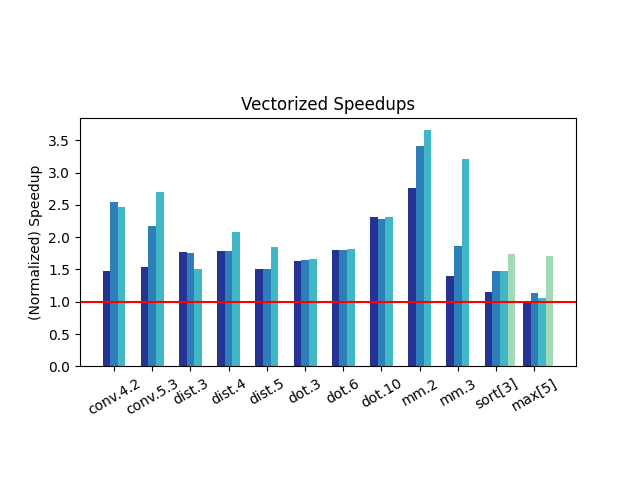 Vectorized Speedups
(Normalized) Speedup
3.5
3.0
2.5
2.0
1.5
1.0
0.5
0.0
conv.4.2
conv.5.3
dist.3
dist.4
dist.5
dot.3
dot.6
dot.10
mm.2
mm.3
sort[3]
max[5]